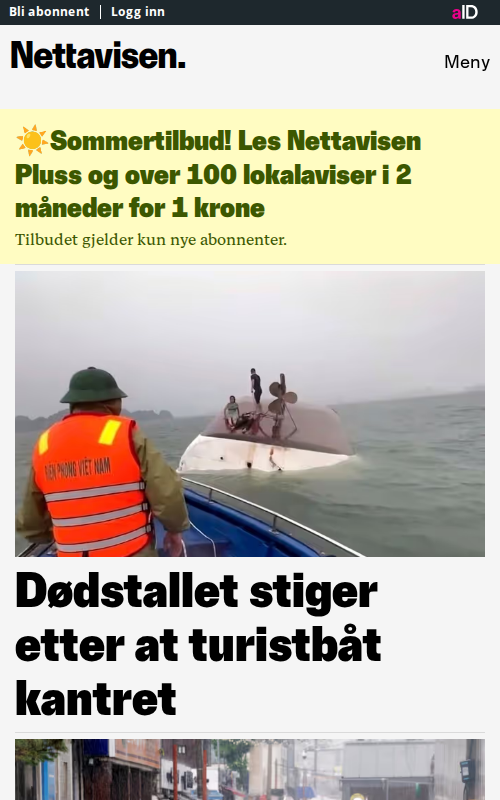 Bli abonnent
Logg inn
aID
Nettavisen.
Meny
☀️Sommertilbud! Les Nettavisen
Pluss og over 100 lokalaviser i 2
måneder for 1 krone
Tilbudet gjelder kun nye abonnenter.
BIÊN PHÒNG VIỆT NAM
Dødstallet stiger
etter at turistbåt
kantret